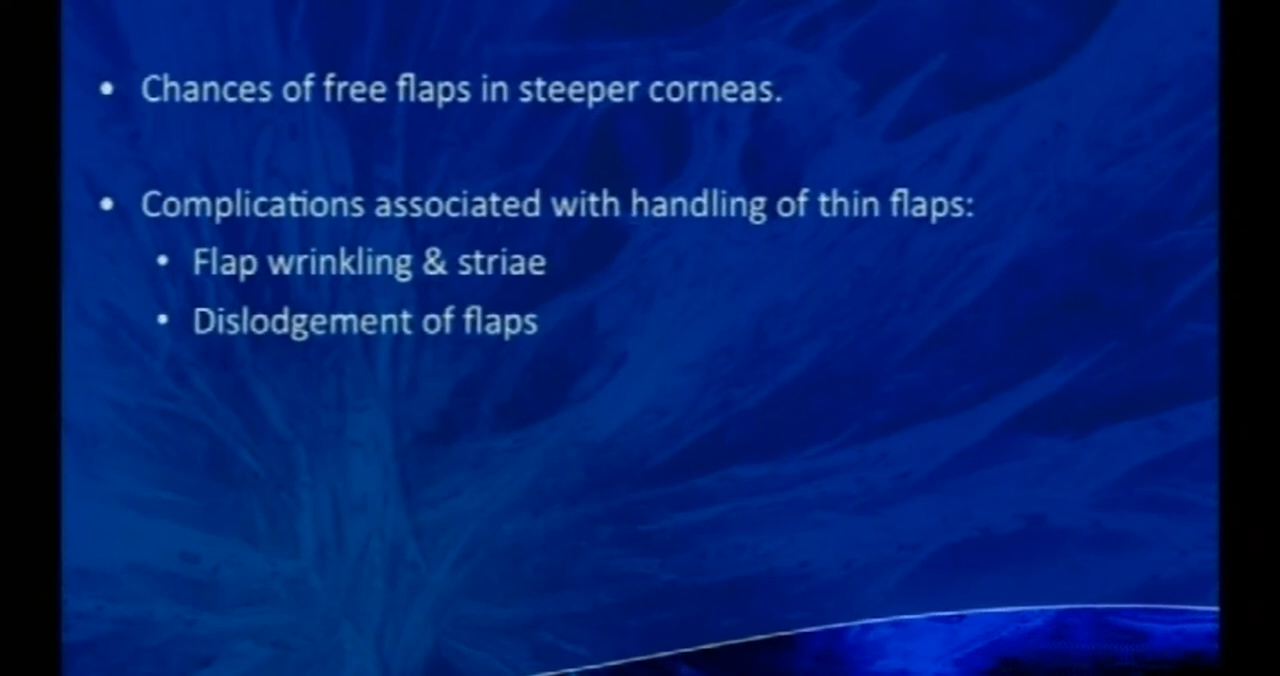 • Chances of free flaps in steeper corneas.
• Complications associated with handling of thin flaps:
• Flap wrinkling & striae
• Dislodgement of flaps